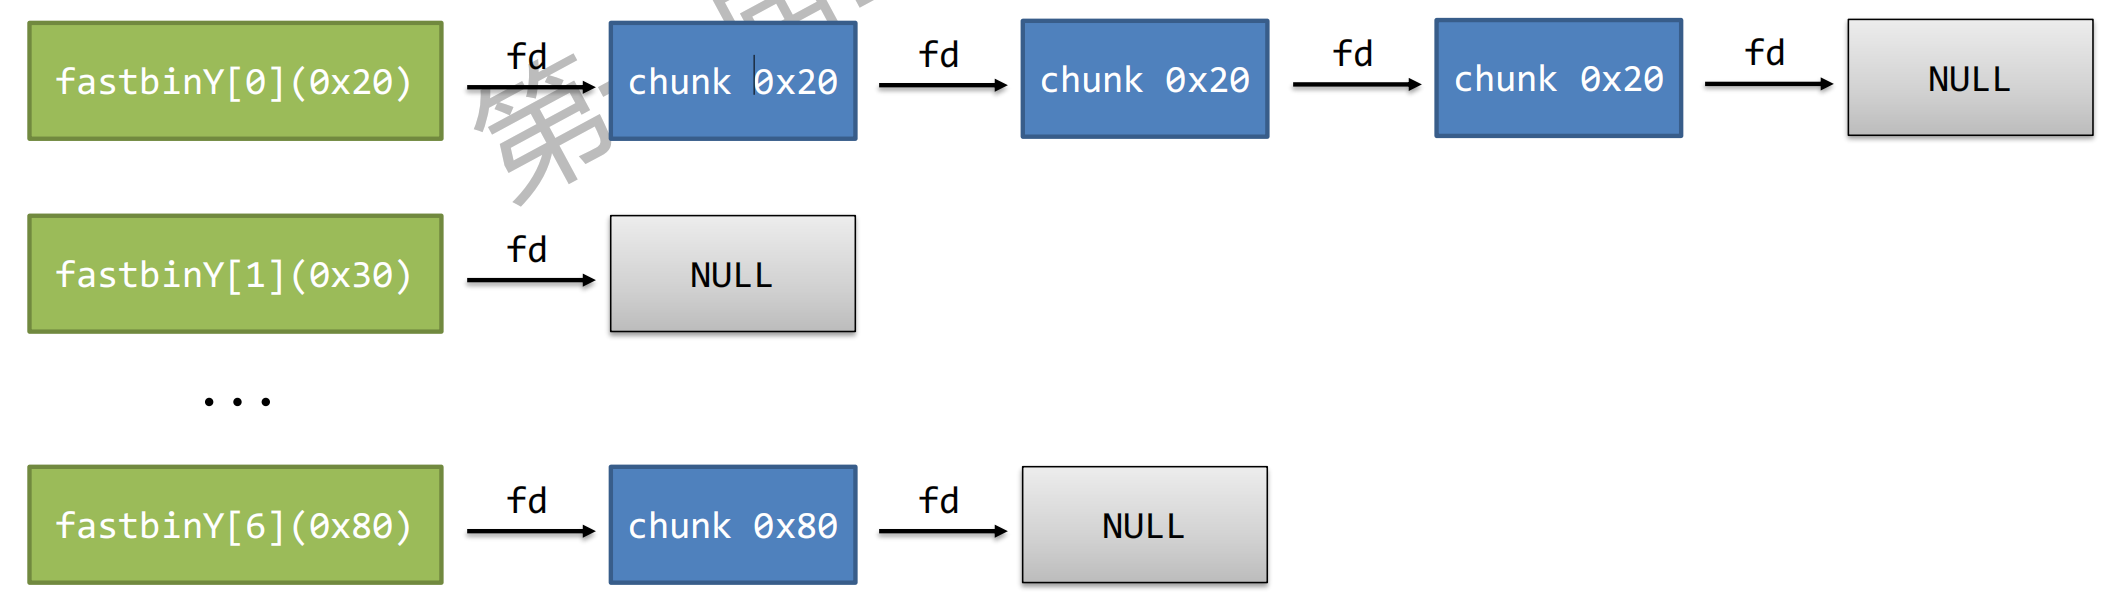 fastbinY[0](0x20) fd chunk 0x20 fd chunk 0x20 fd chunk 0x20 fd NULL
fastbinY[1](0x30) fd NULL
...
fastbinY[6](0x80) fd chunk 0x80 fd NULL
第